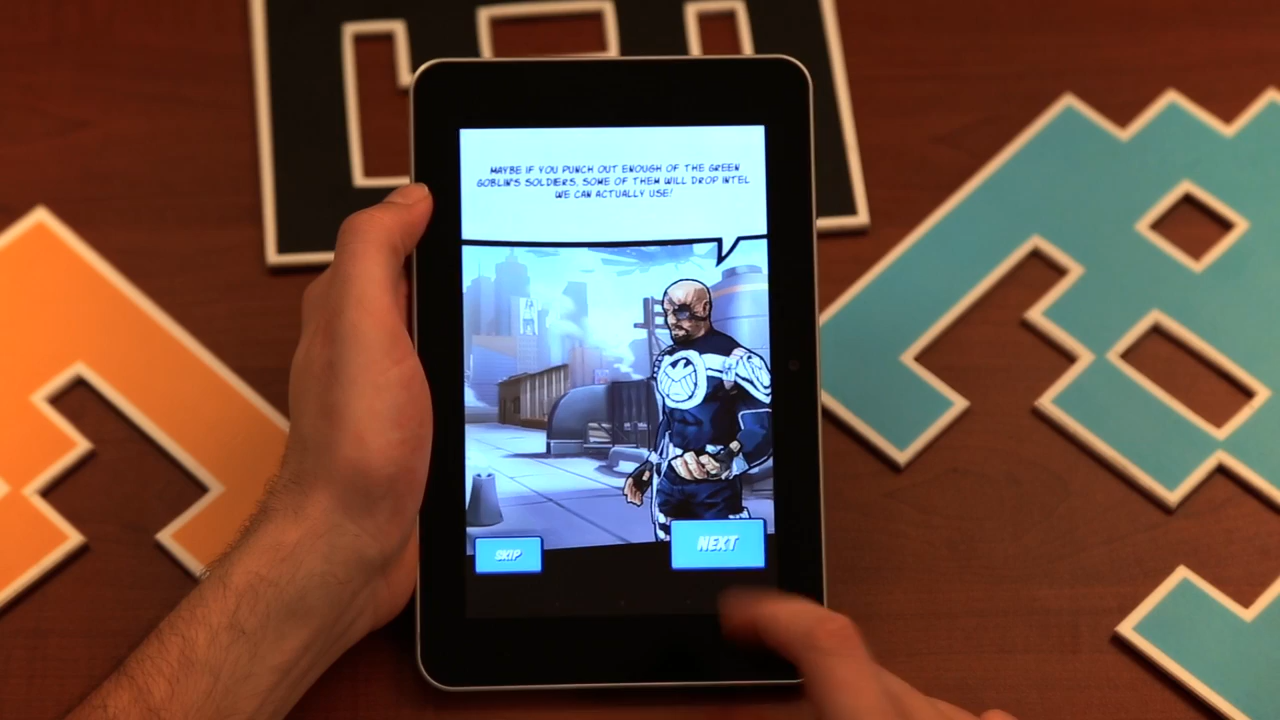 MAYBE IF YOU PUNCH OUT ENOUGH OF THE GREEN
GOBLIN'S SOLDIERS, SOME OF THEM WILL DROP INTEL
WE CAN ACTUALLY USE!
SKIP
NEXT